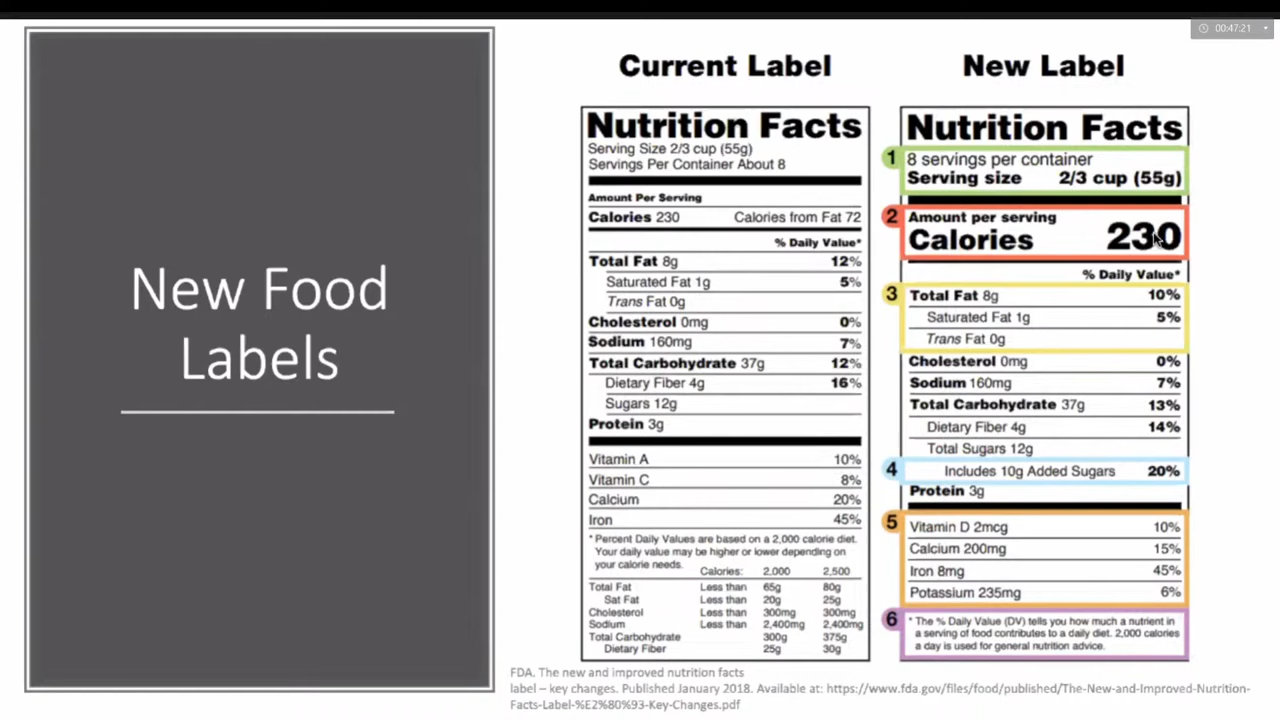 00:47:21
New Food
Labels
Current Label
Nutrition Facts
Serving Size 2/3 cup (55g)
Servings Per Container About 8
Amount Per Serving
Calories 230 Calories from Fat 72
% Daily Value*
Total Fat 8g 12%
Saturated Fat 1g 5%
Trans Fat 0g
Cholesterol 0mg 0%
Sodium 160mg 7%
Total Carbohydrate 37g 12%
Dietary Fiber 4g 16%
Sugars 12g
Protein 3g
Vitamin A 10%
Vitamin C 8%
Calcium 20%
Iron 45%
* Percent Daily Values are based on a 2,000 calorie diet.
Your daily value may be higher or lower depending on
your calorie needs.
Calories: 2,000 2,500
Total Fat Less than 65g 80g
Sat Fat Less than 20g 25g
Cholesterol Less than 300mg 300mg
Sodium Less than 2,400mg 2,400mg
Total Carbohydrate 300g 375g
Dietary Fiber 25g 30g
New Label
Nutrition Facts
1 8 servings per container
Serving size 2/3 cup (55g)
2 Amount per serving
Calories 230
% Daily Value*
3 Total Fat 8g 10%
Saturated Fat 1g 5%
Trans Fat 0g
Cholesterol 0mg 0%
Sodium 160mg 7%
Total Carbohydrate 37g 13%
Dietary Fiber 4g 14%
Total Sugars 12g
4 Includes 10g Added Sugars 20%
Protein 3g
5 Vitamin D 2mcg 10%
Calcium 200mg 15%
Iron 8mg 45%
Potassium 235mg 6%
6 * The % Daily Value (DV) tells you how much a nutrient in
a serving of food contributes to a daily diet. 2,000 calories
a day is used for general nutrition advice.
FDA. The new and improved nutrition facts
label – key changes. Published January 2018. Available at: https://www.fda.gov/files/food/published/The-New-and-Improved-Nutrition-
Facts-Label-%E2%80%93-Key-Changes.pdf